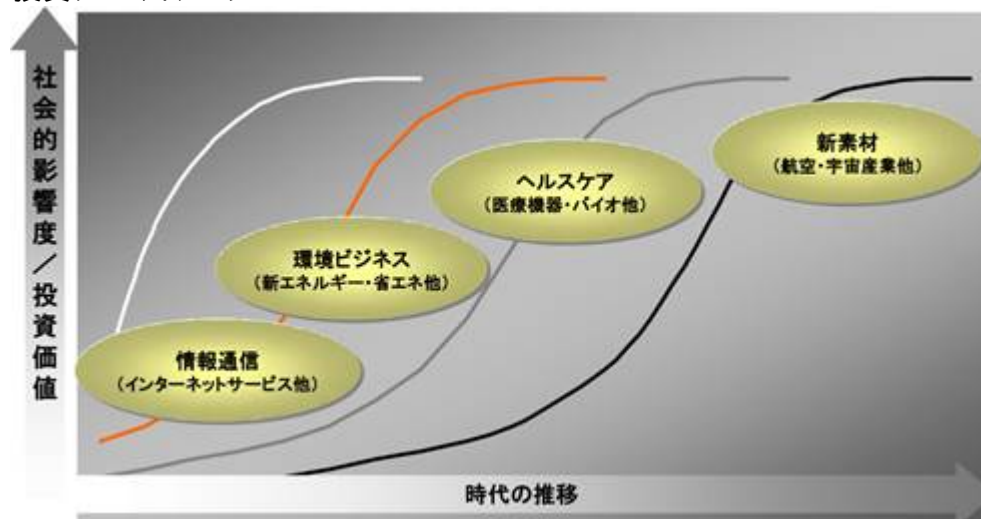 社会的影響度／投資価値
新素材
（航空・宇宙産業他）
ヘルスケア
（医療機器・バイオ他）
環境ビジネス
（新エネルギー・省エネ他）
情報通信
（インターネットサービス他）
時代の推移